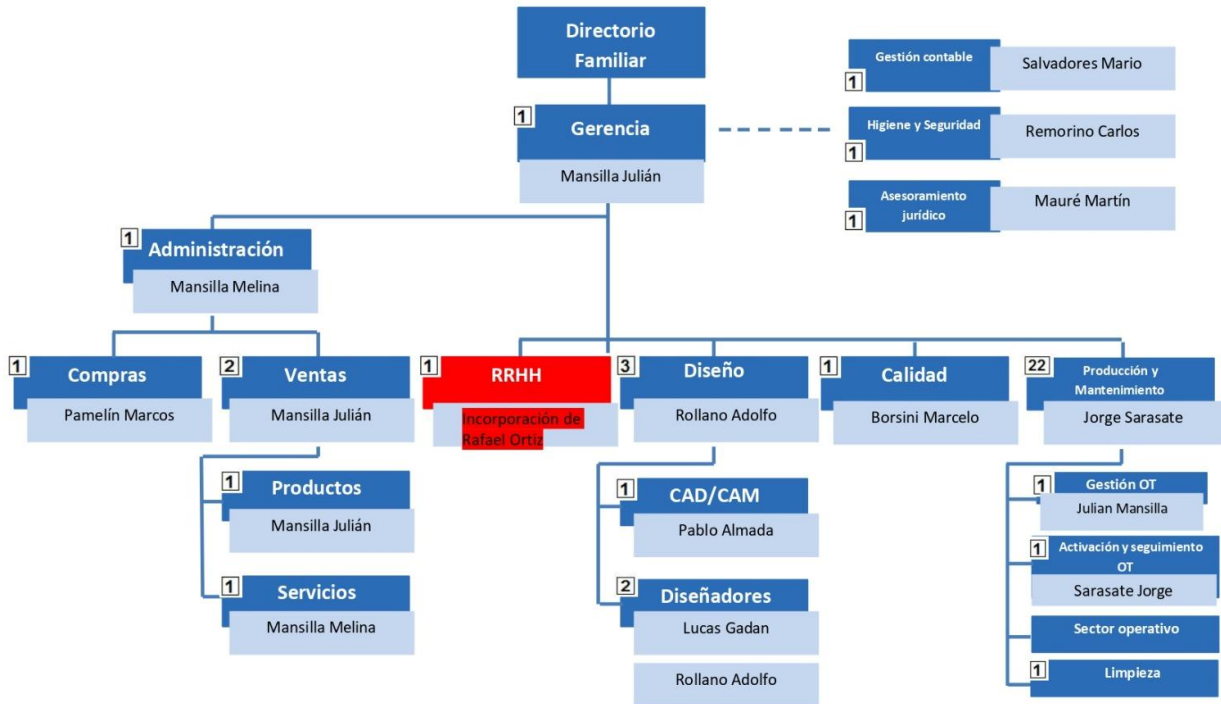 Directorio
Familiar
1
Gerencia
Mansilla Julián
Gestión contable
1
Salvadores Mario
Higiene y Seguridad
1
Remorino Carlos
Asesoramiento
jurídico
1
Mauré Martín
1
Administración
Mansilla Melina
1
Compras
Pamelín Marcos
2
Ventas
Mansilla Julián
1
Productos
Mansilla Julián
1
Servicios
Mansilla Melina
1
RRHH
Incorporación de
Rafael Ortiz
3
Diseño
Rollano Adolfo
1
CAD/CAM
Pablo Almada
2
Diseñadores
Lucas Gadan
Rollano Adolfo
1
Calidad
Borsini Marcelo
22
Producción y
Mantenimiento
Jorge Sarasate
1
Gestión OT
Julian Mansilla
1
Activación y seguimiento
OT
Sarasate Jorge
Sector operativo
1
Limpieza